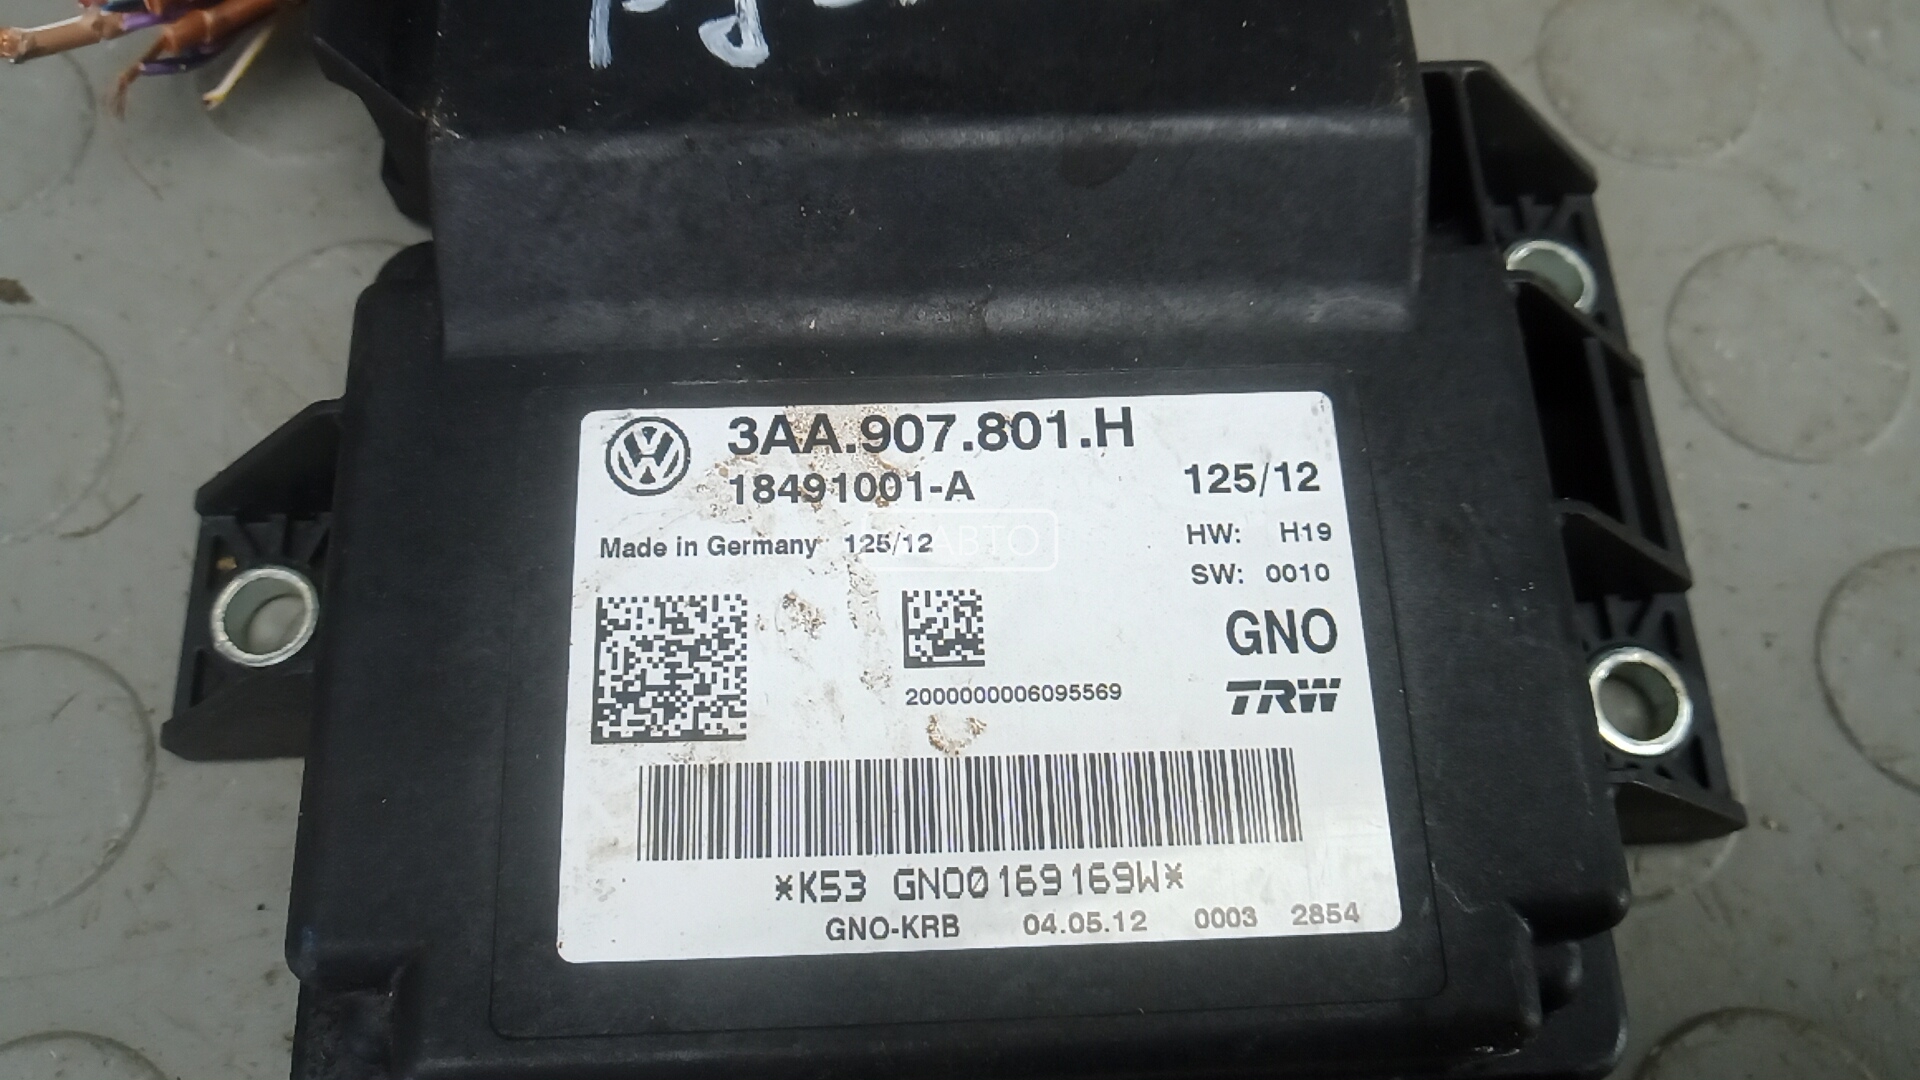 3AA.907.801.H
18491001-A
125/12
Made in Germany 125/12
HW: H19
SW: 0010
GNO
2000000006095569
TRW
*K53 GNO0169169W*
GNO-KRB 04.05.12 0003 2854